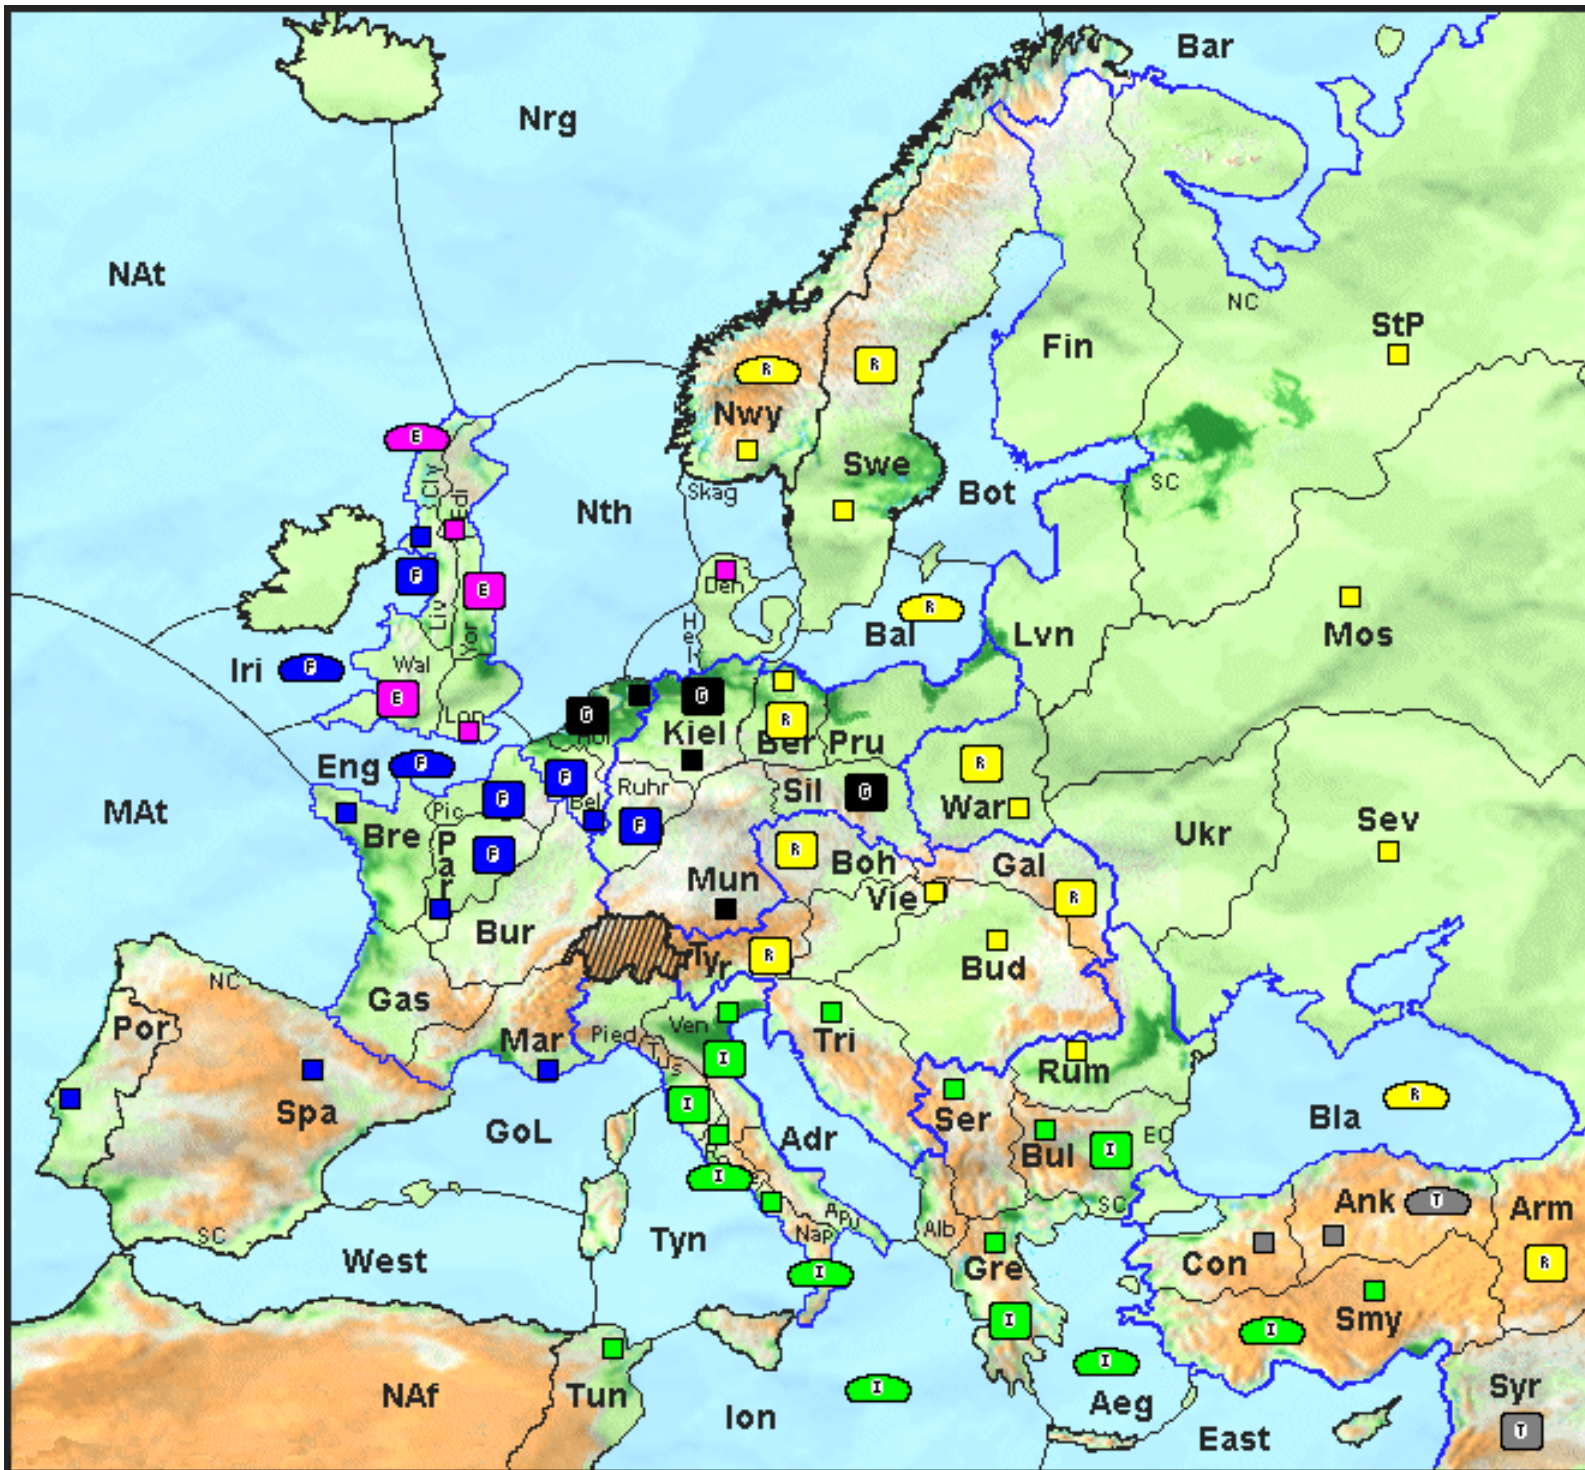 Bar
Nrg
NAt
NC
StP
Fin
R
R
Nwy
E
Swe
Cly
Edl
SC
Skag
Bot
Nth
F
E
Den
R
Liv
Yor
Hel
Bal
Lvn
Mos
Iri
F
Wal
E
G
G
R
Lon
Hol
Kiel
Ber
Pru
Eng
F
F
R
Sil
G
Ruhr
F
Bel
Pic
War
MAt
Bre
Par
F
F
R
Boh
Gal
Ukr
Sev
Mun
Vie
R
Bur
Tyr
R
Bud
NC
Gas
Por
Ven
Pied
Mar
Tri
Tus
I
Rum
Spa
I
Ser
R
Bla
GoL
Adr
Bul
I
EC
I
Ank
T
SC
Arm
Apu
Nap
Alb
SC
Tyn
West
Gre
Con
R
I
I
Smy
I
I
NAf
Tun
I
Aeg
Syr
Ion
East
T